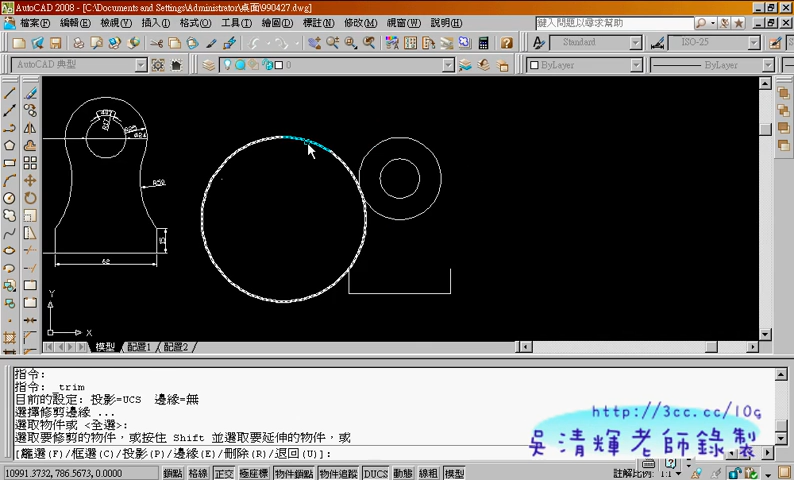 AutoCAD 2008 - [C:\Documents and Settings\Administrator\桌面\990427.dwg]
檔案(F) 編輯(E) 檢視(V) 插入(I) 格式(O) 工具(T) 繪圖(D) 標註(N) 修改(M) 視窗(W) 說明(H)
鍵入問題以尋求幫助
Standard ISO-25
AutoCAD 典型 0 ByLayer ByLayer
R50
15
62
Y
X
模型 配置1 配置2
指令:
指令: _trim
目前的設定: 投影=UCS 邊緣=無
選擇修剪邊緣 ...
選取物件或 <全選>:
選取要修剪的物件，或按住 Shift 並選取要延伸的物件，或
[籬選(F)/框選(C)/投影(P)/邊緣(E)/刪除(R)/退回(U)]:
http://3cc.cc/10g
吳清輝老師錄製
10991.3732, 786.5673, 0.0000 鎖點 格線 正交 極座標 物件鎖點 物件追蹤 DUCS 動態 線粗 模型 註解比例: 1:1